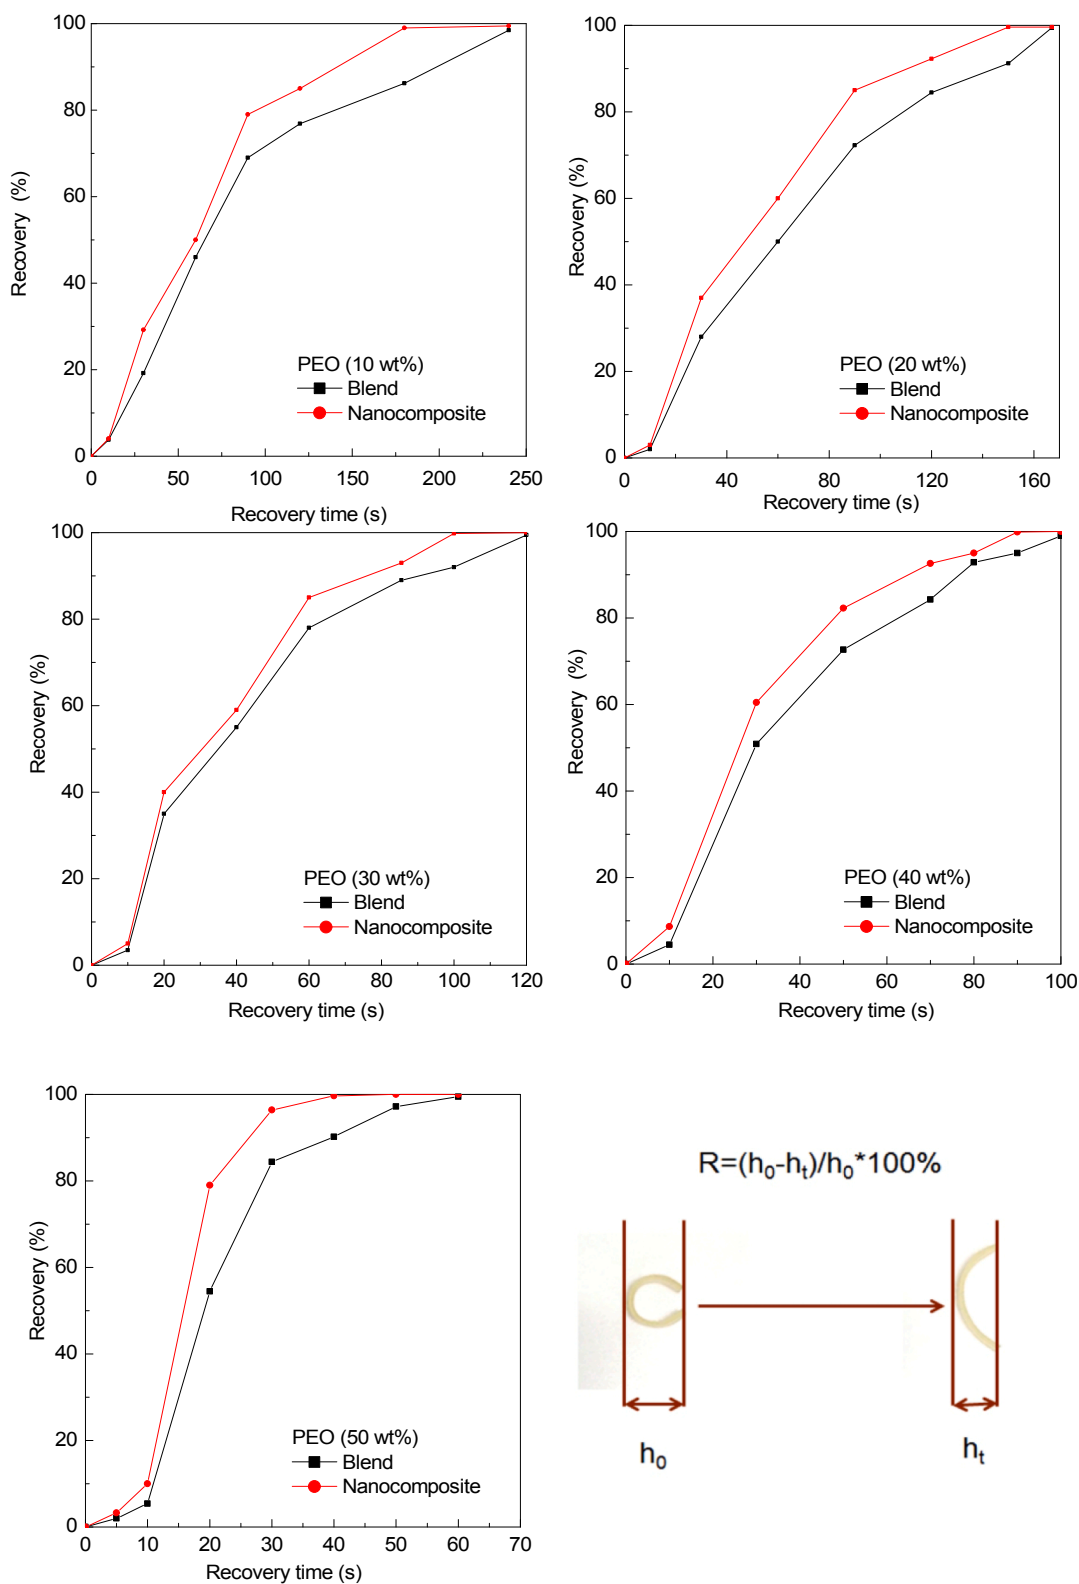 100
80
60
40
20
0
Recovery (%)
0 50 100 150 200 250
Recovery time (s)
PEO (10 wt%)
Blend
Nanocomposite
100
80
60
40
20
0
Recovery (%)
0 40 80 120 160
Recovery time (s)
PEO (20 wt%)
Blend
Nanocomposite
100
80
60
40
20
0
Recovery (%)
0 20 40 60 80 100 120
Recovery time (s)
PEO (30 wt%)
Blend
Nanocomposite
100
80
60
40
20
0
Recovery (%)
0 20 40 60 80 100
Recovery time (s)
PEO (40 wt%)
Blend
Nanocomposite
100
80
60
40
20
0
Recovery (%)
0 10 20 30 40 50 60 70
Recovery time (s)
PEO (50 wt%)
Blend
Nanocomposite
R=(h₀-hₜ)/h₀*100%
h₀
hₜ